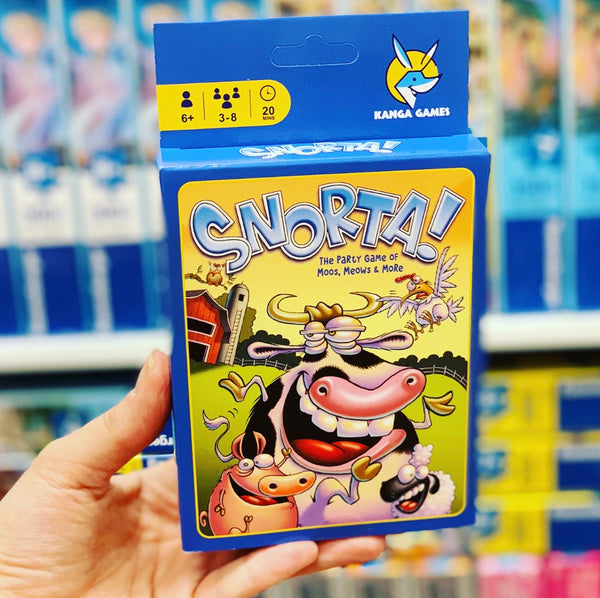 6+
3-8
20
MINS
KANGA GAMES
SNORTA!
SNORTA!
THE PARTY GAME OF
MOOS, MEOWS & MORE